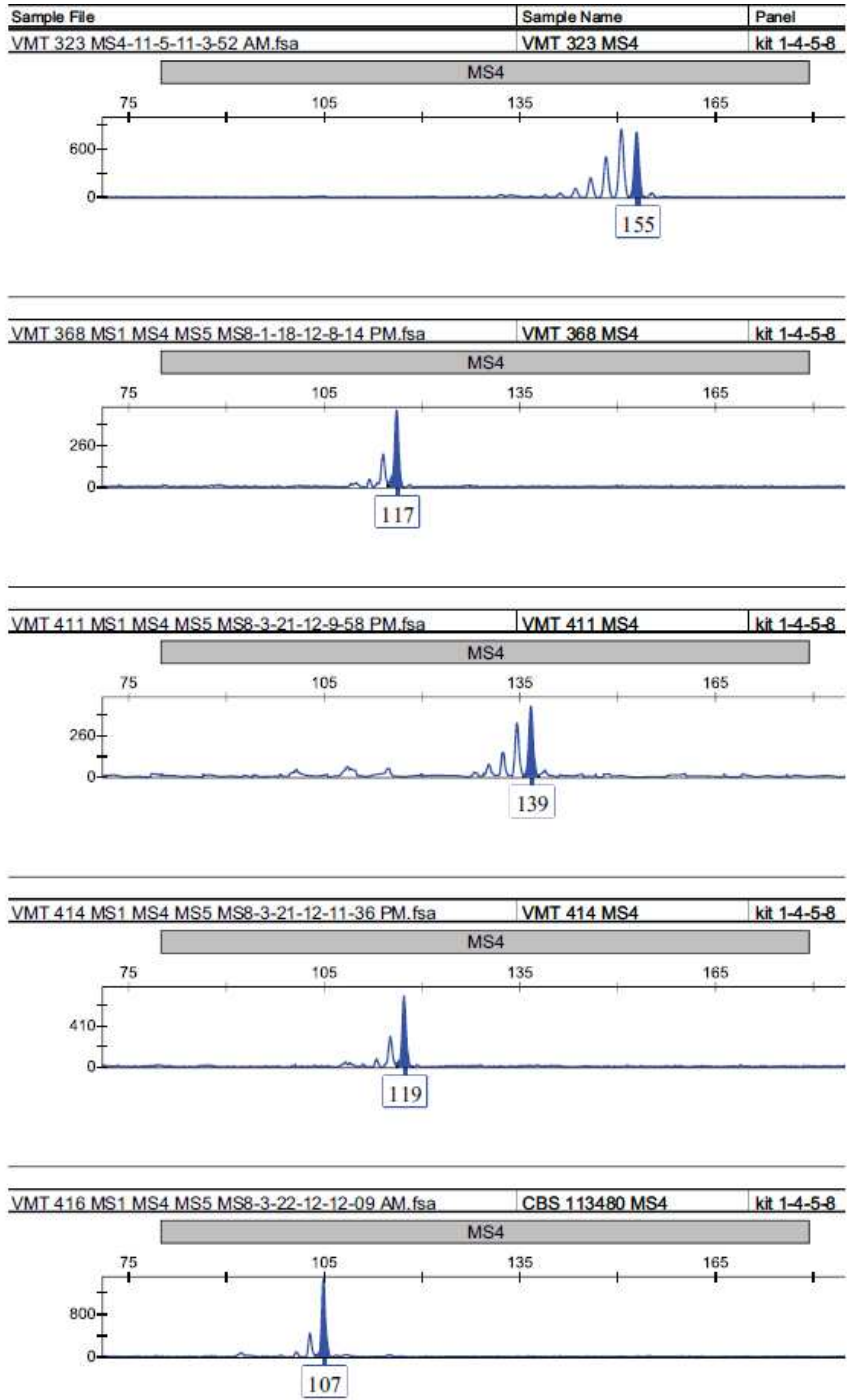 Sample File Sample Name Panel
VMT 323 MS4-11-5-11-3-52 AM.fsa VMT 323 MS4 kit 1-4-5-8
MS4
75 105 135 165
600
0
155
VMT 368 MS1 MS4 MS5 MS8-1-18-12-8-14 PM.fsa VMT 368 MS4 kit 1-4-5-8
MS4
75 105 135 165
260
0
117
VMT 411 MS1 MS4 MS5 MS8-3-21-12-9-58 PM.fsa VMT 411 MS4 kit 1-4-5-8
MS4
75 105 135 165
260
0
139
VMT 414 MS1 MS4 MS5 MS8-3-21-12-11-36 PM.fsa VMT 414 MS4 kit 1-4-5-8
MS4
75 105 135 165
410
0
119
VMT 416 MS1 MS4 MS5 MS8-3-22-12-12-09 AM.fsa CBS 113480 MS4 kit 1-4-5-8
MS4
75 105 135 165
800
0
107